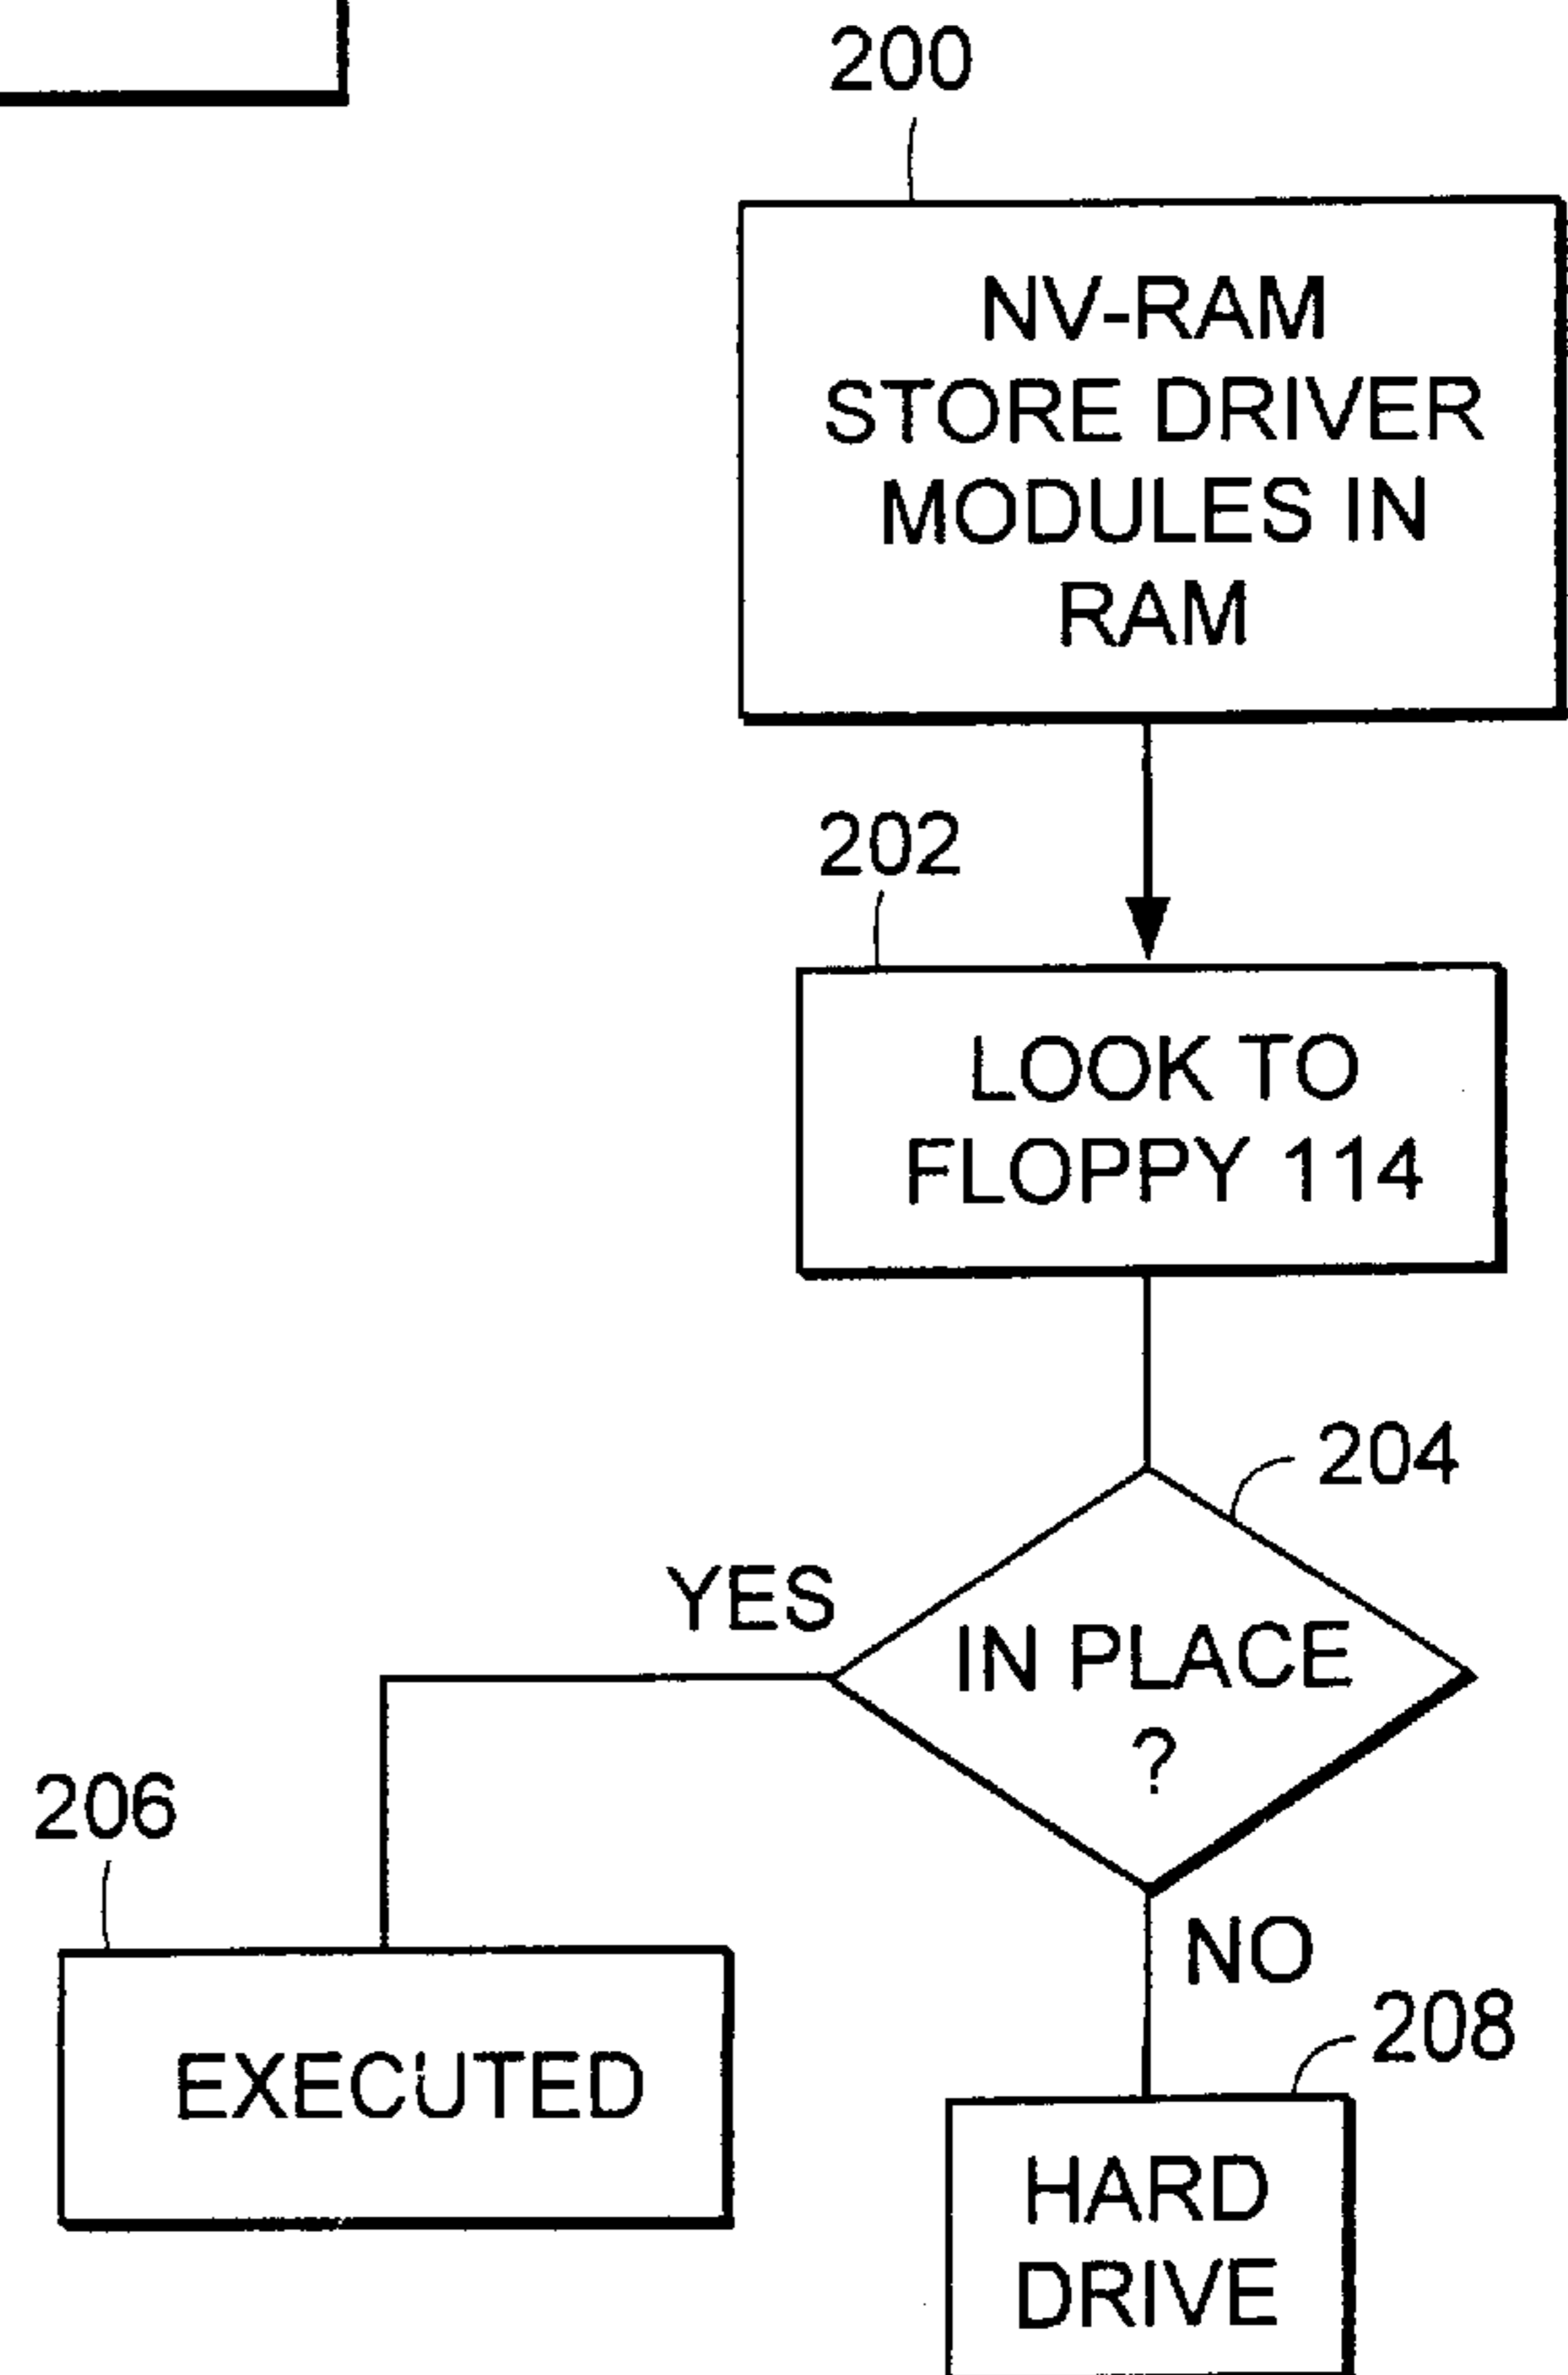 200
NV-RAM
STORE DRIVER
MODULES IN
RAM
202
LOOK TO
FLOPPY 114
204
YES
IN PLACE
?
206
NO
208
EXECUTED
HARD
DRIVE